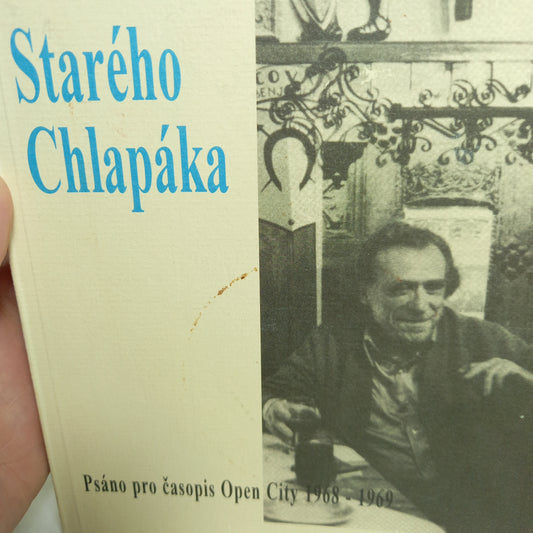 Starého
Chlapáka
Psáno pro časopis Open City 1968 - 1969